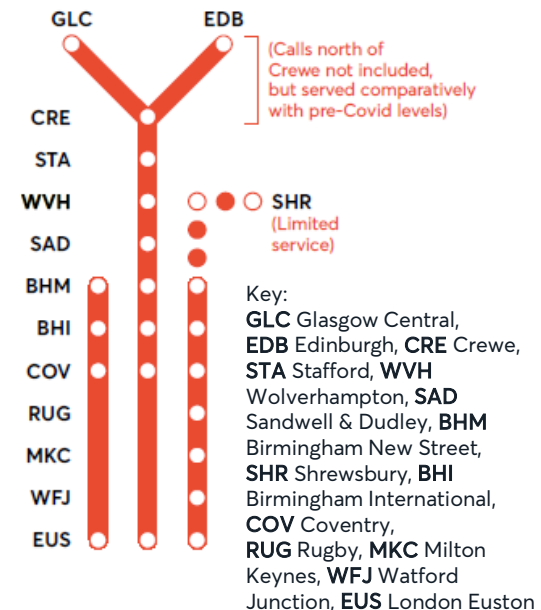 GLC EDB
(Calls north of
Crewe not included,
but served comparatively
with pre-Covid levels)
CRE
STA
WVH
SHR
(Limited
service)
SAD
BHM
BHI
COV
RUG
MKC
WFJ
EUS
Key:
GLC Glasgow Central,
EDB Edinburgh, CRE Crewe,
STA Stafford, WVH
Wolverhampton, SAD
Sandwell & Dudley, BHM
Birmingham New Street,
SHR Shrewsbury, BHI
Birmingham International,
COV Coventry,
RUG Rugby, MKC Milton
Keynes, WFJ Watford
Junction, EUS London Euston